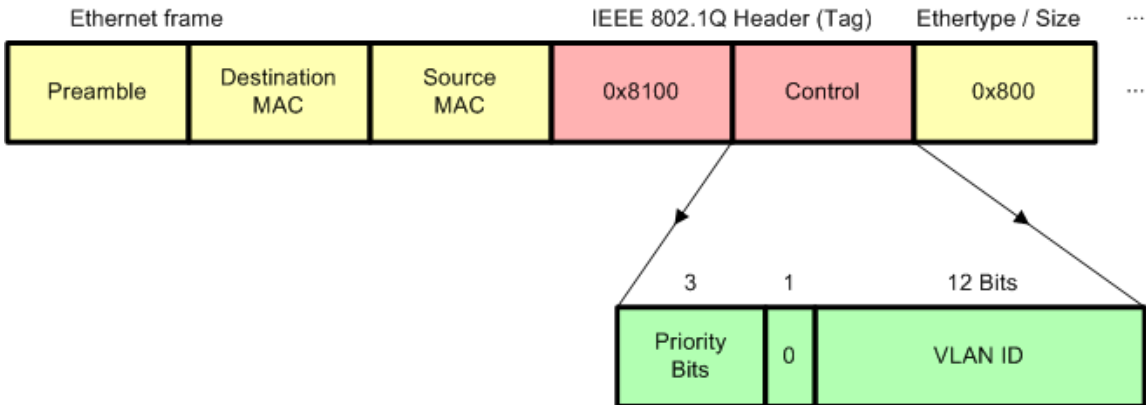 Ethernet frame
IEEE 802.1Q Header (Tag)
Ethertype / Size
...
Preamble
Destination
MAC
Source
MAC
0x8100
Control
0x800
...
3
1
12 Bits
Priority
Bits
0
VLAN ID